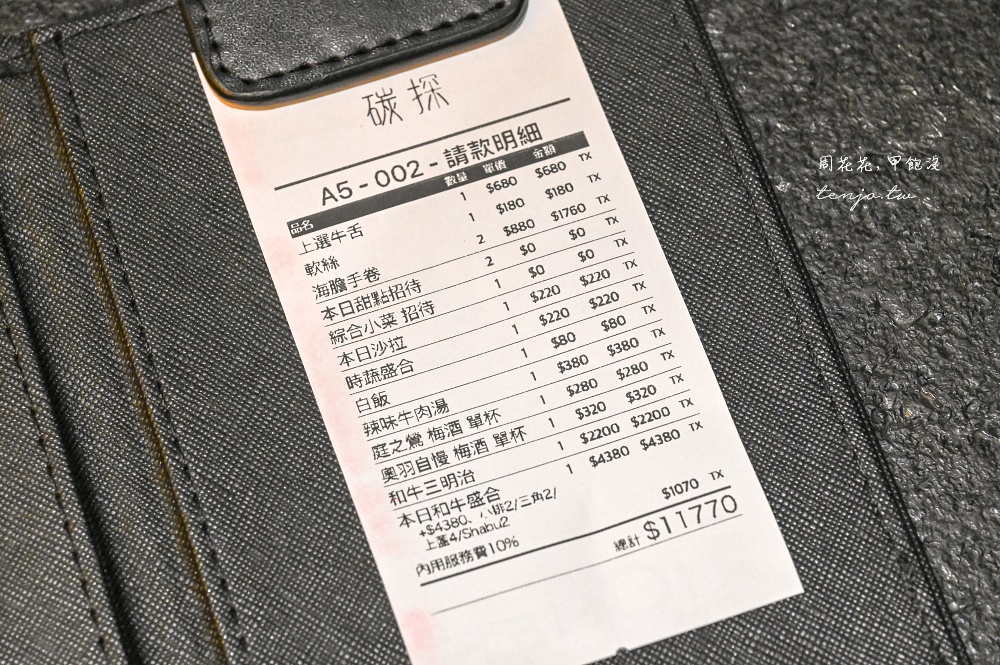 碳探
A5-002-請款明細
品名 數量 單價 金額
上選牛舌 1 $680 $680 TX
軟絲 1 $180 $180 TX
海膽手卷 2 $880 $1760 TX
本日甜點招待 2 $0 $0 TX
綜合小菜 招待 1 $0 $0 TX
本日沙拉 1 $220 $220 TX
時蔬盛合 1 $220 $220 TX
白飯 1 $80 $80 TX
辣味牛肉湯 1 $380 $380 TX
庭之鶯 梅酒 單杯 1 $280 $280 TX
奧羽自慢 梅酒 單杯 1 $320 $320 TX
和牛三明治 1 $2200 $2200 TX
本日和牛盛合 1 $4380 $4380 TX
+$4380、小排2/三角2/
上蓋4/Shabu2
內用服務費10% $1070 TX
總計 $11770
周花花，甲飽沒
tenjo.tw